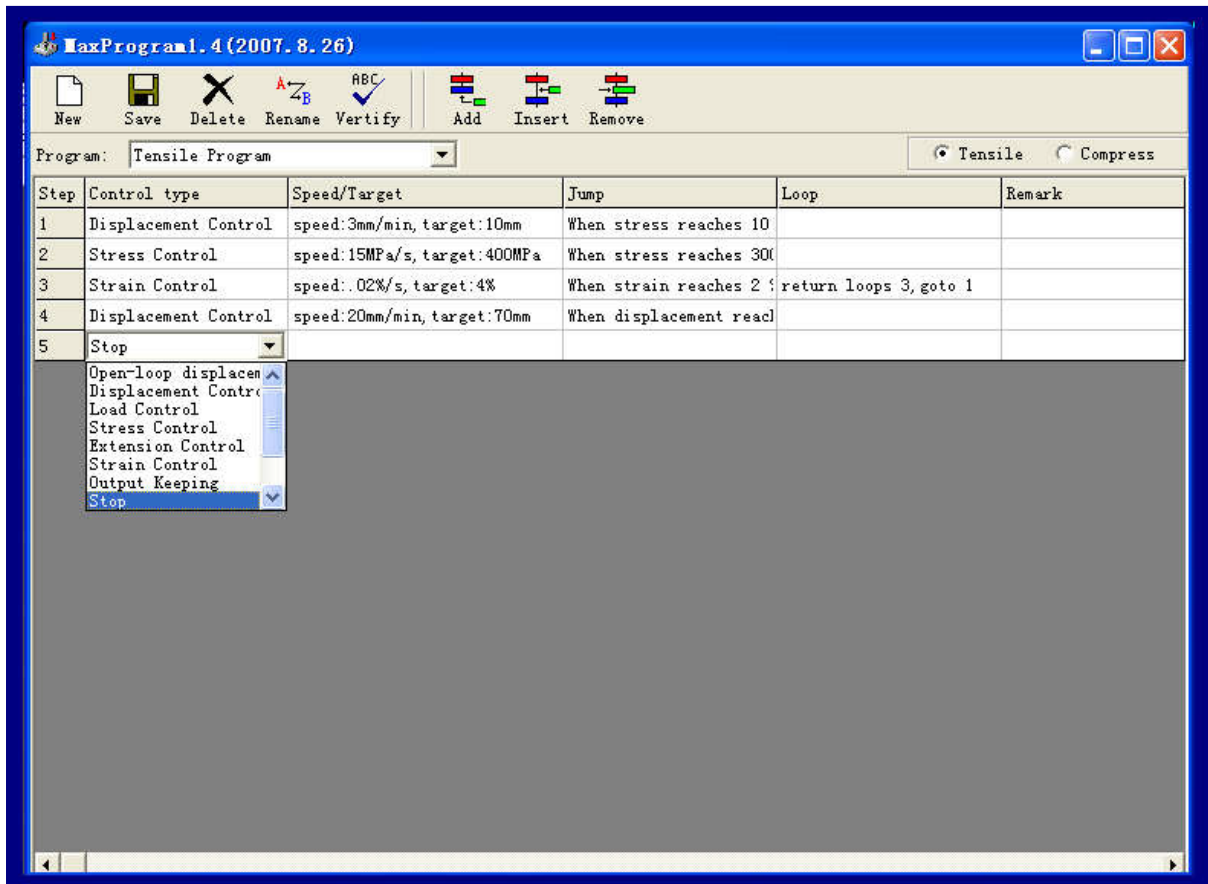 MaxProgram1.4(2007.8.26)
A Z B ABC
New Save Delete Rename Vertify Add Insert Remove
Program: Tensile Program Tensile Compress
Step Control type Speed/Target Jump Loop Remark
1 Displacement Control speed:3mm/min, target:10mm When stress reaches 10
2 Stress Control speed:15MPa/s, target:400MPa When stress reaches 300
3 Strain Control speed:.02%/s, target:4% When strain reaches 2 return loops 3, goto 1
4 Displacement Control speed:20mm/min, target:70mm When displacement reac
5 Stop
Open-loop displacem
Displacement Contro
Load Control
Stress Control
Extension Control
Strain Control
Output Keeping
Stop